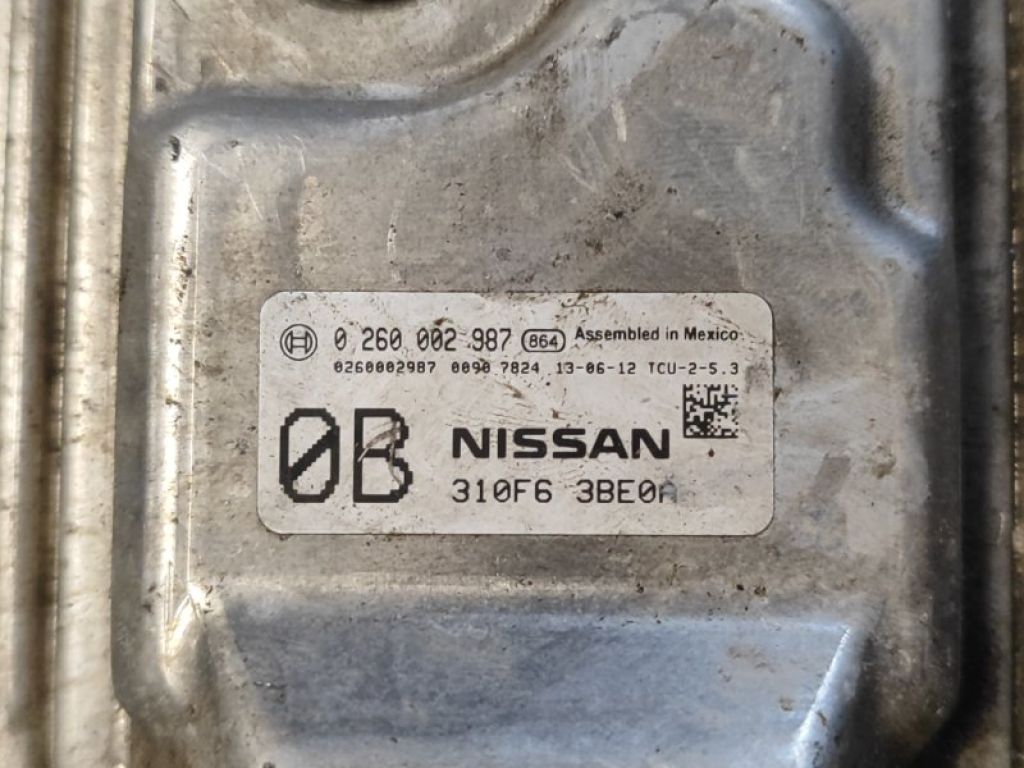 0 260 002 987 864 Assembled in Mexico
0260002987 0090 7824 13-06-12 TCU-2-5.3
0B NISSAN
310F6 3BE0A